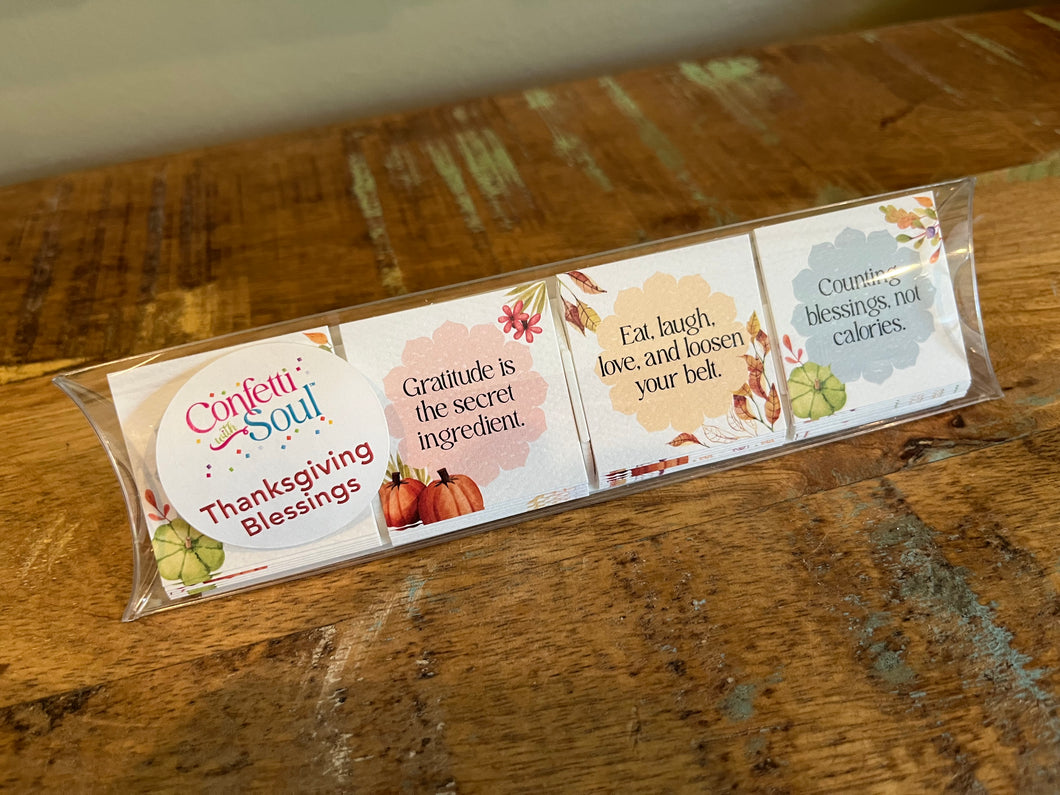 Confetti
with
Soul™
Thanksgiving
Blessings
Gratitude is
the secret
ingredient.
Eat, laugh,
love, and loosen
your belt.
Counting
blessings, not
calories.